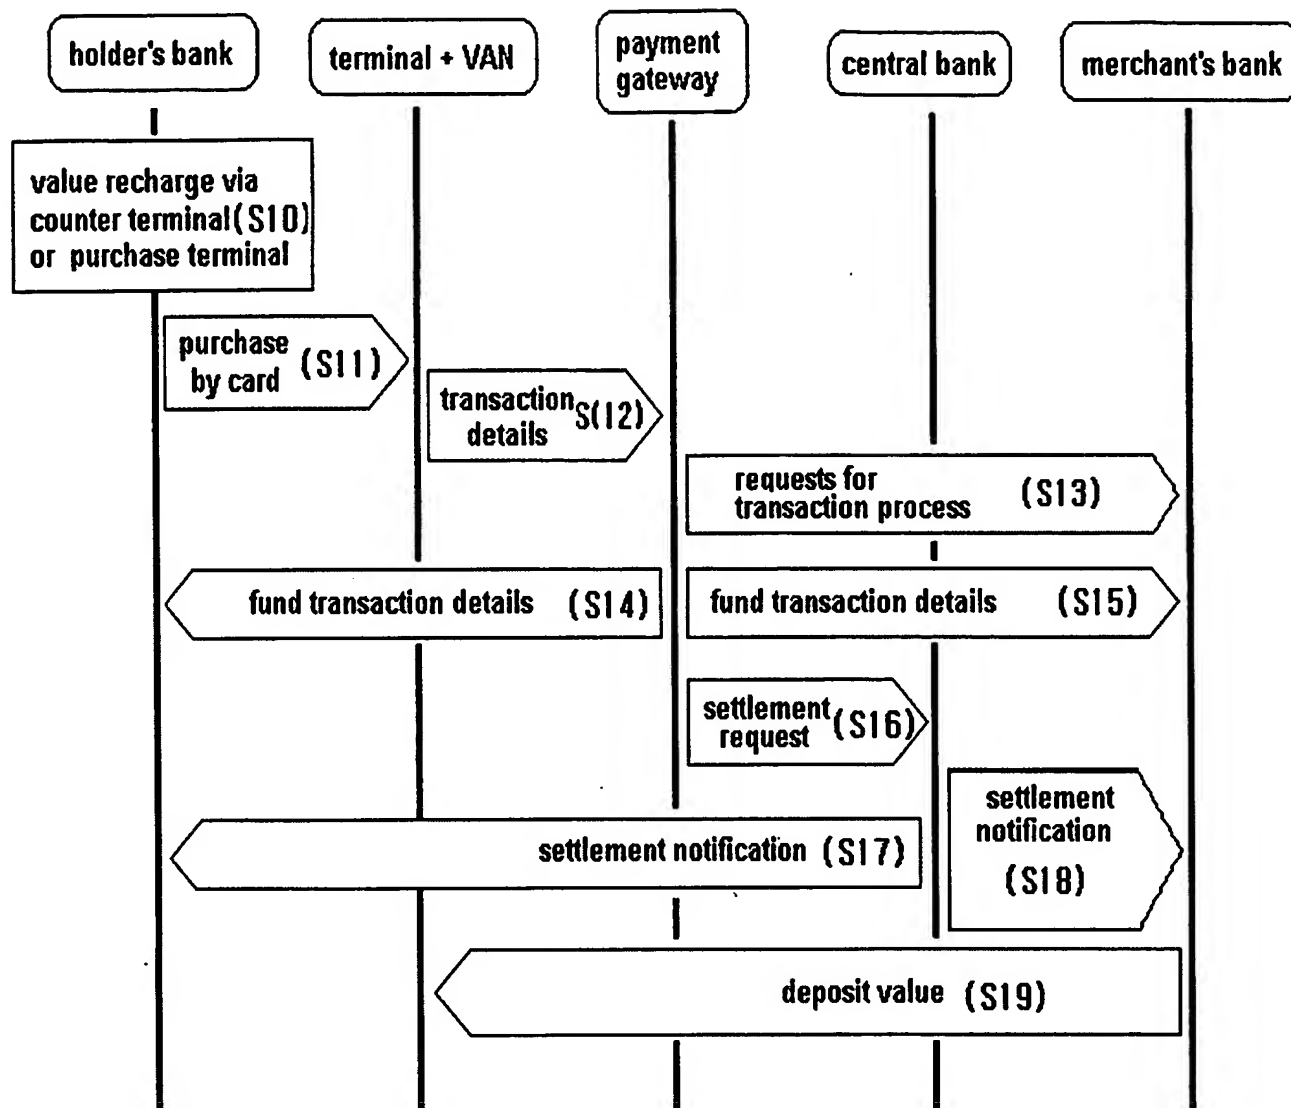 holder's bank
terminal + VAN
payment
gateway
central bank
merchant's bank
value recharge via
counter terminal(S10)
or purchase terminal
purchase
by card (S11)
transaction
details S(12)
requests for
transaction process (S13)
fund transaction details (S14)
fund transaction details (S15)
settlement
request (S16)
settlement
notification
(S18)
settlement notification (S17)
deposit value (S19)